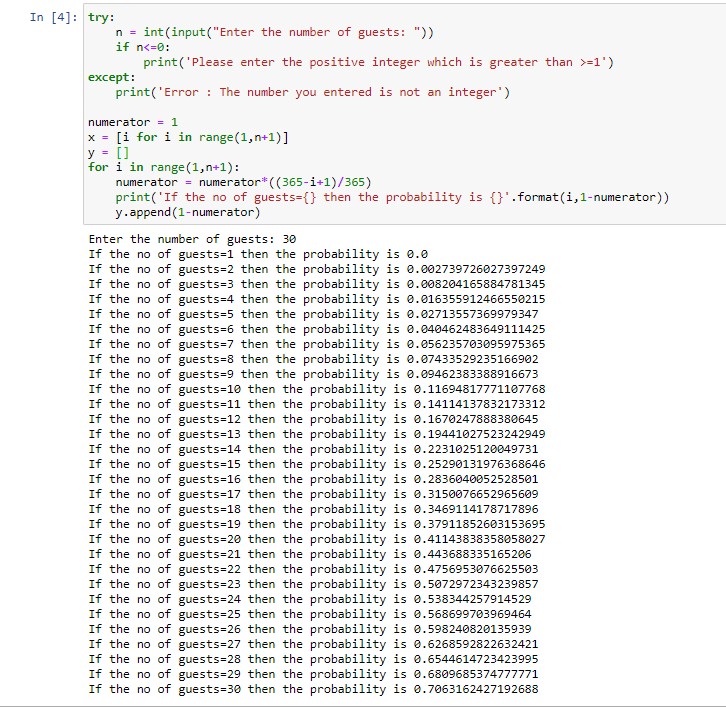 In [4]: try:
n = int(input("Enter the number of guests: "))
if n<=0:
print('Please enter the positive integer which is greater than >=1')
except:
print('Error : The number you entered is not an integer')
numerator = 1
x = [i for i in range(1,n+1)]
y = []
for i in range(1,n+1):
numerator = numerator*((365-i+1)/365)
print('If the no of guests={} then the probability is {}'.format(i,1-numerator))
y.append(1-numerator)
Enter the number of guests: 30
If the no of guests=1 then the probability is 0.0
If the no of guests=2 then the probability is 0.002739726027397249
If the no of guests=3 then the probability is 0.008204165884781345
If the no of guests=4 then the probability is 0.016355912466550215
If the no of guests=5 then the probability is 0.02713557369979347
If the no of guests=6 then the probability is 0.040462483649111425
If the no of guests=7 then the probability is 0.056235703095975365
If the no of guests=8 then the probability is 0.07433529235166902
If the no of guests=9 then the probability is 0.09462383388916673
If the no of guests=10 then the probability is 0.11694817771107768
If the no of guests=11 then the probability is 0.14114137832173312
If the no of guests=12 then the probability is 0.1670247888380645
If the no of guests=13 then the probability is 0.19441027523242949
If the no of guests=14 then the probability is 0.2231025120049731
If the no of guests=15 then the probability is 0.25290131976368646
If the no of guests=16 then the probability is 0.2836040052528501
If the no of guests=17 then the probability is 0.3150076652965609
If the no of guests=18 then the probability is 0.3469114178717896
If the no of guests=19 then the probability is 0.37911852603153695
If the no of guests=20 then the probability is 0.41143838358058027
If the no of guests=21 then the probability is 0.443688335165206
If the no of guests=22 then the probability is 0.4756953076625503
If the no of guests=23 then the probability is 0.5072972343239857
If the no of guests=24 then the probability is 0.538344257914529
If the no of guests=25 then the probability is 0.568699703969464
If the no of guests=26 then the probability is 0.598240820135939
If the no of guests=27 then the probability is 0.6268592822632421
If the no of guests=28 then the probability is 0.6544614723423995
If the no of guests=29 then the probability is 0.6809685374777771
If the no of guests=30 then the probability is 0.7063162427192688